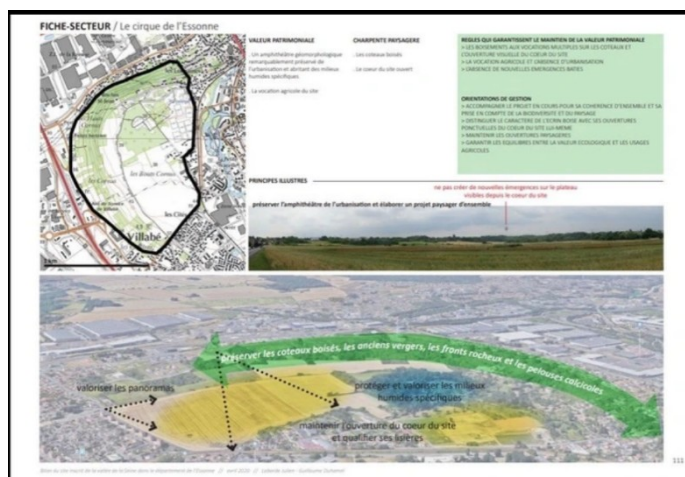 FICHE-SECTEUR / Le cirque de l'Essonne
VALEUR PATRIMONIALE
. Un amphithéâtre géomorphologique
remarquablement préservé de
l'urbanisation et abritant des milieux
humides spécifiques
. La vocation agricole du site
CHARPENTE PAYSAGERE
. Les coteaux boisés
. Le coeur du site ouvert
REGLES QUI GARANTISSENT LE MAINTIEN DE LA VALEUR PATRIMONIALE
> LES BOISEMENTS AUX VOCATIONS MULTIPLES SUR LES COTEAUX ET
L'OUVERTURE VISUELLE DU COEUR DU SITE
> LA VOCATION AGRICOLE ET L'ABSENCE D'URBANISATION
> L'ABSENCE DE NOUVELLES EMERGENCES BATIES
ORIENTATIONS DE GESTION
> ACCOMPAGNER LE PROJET EN COURS POUR SA COHERENCE D'ENSEMBLE ET SA
PRISE EN COMPTE DE LA BIODIVERSITE ET DU PAYSAGE
> DISTINGUER LE CARACTERE DE L'ECRIN BOISE AVEC SES OUVERTURES
PONCTUELLES DU COEUR DU SITE LUI MEME
> MAINTENIR LES OUVERTURES PAYSAGERES
> GARANTIR LES EQUILIBRES ENTRE LA VALEUR ECOLOGIQUE ET LES USAGES
AGRICOLES
Villabé
PRINCIPES ILLUSTRES
ne pas créer de nouvelles émergences sur le plateau
visibles depuis le coeur du site
préserver l'amphithéâtre de l'urbanisation et élaborer un projet paysager d'ensemble
préserver les coteaux boisés, les anciens vergers, les fronts rocheux et les pelouses calcicoles
valoriser les panoramas
protéger et valoriser les milieux
humides spécifiques
maintenir l'ouverture du coeur du site
et qualifier ses lisières
111